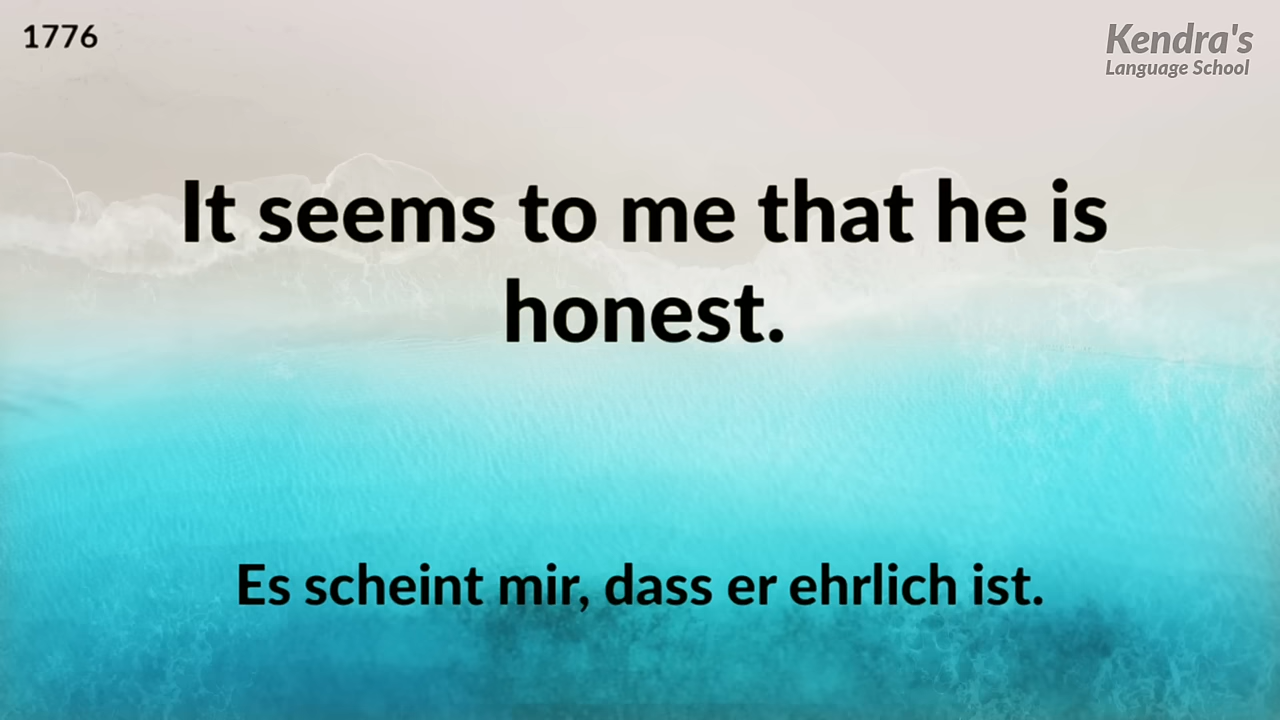 1776
Kendra's
Language School
It seems to me that he is
honest.
Es scheint mir, dass er ehrlich ist.